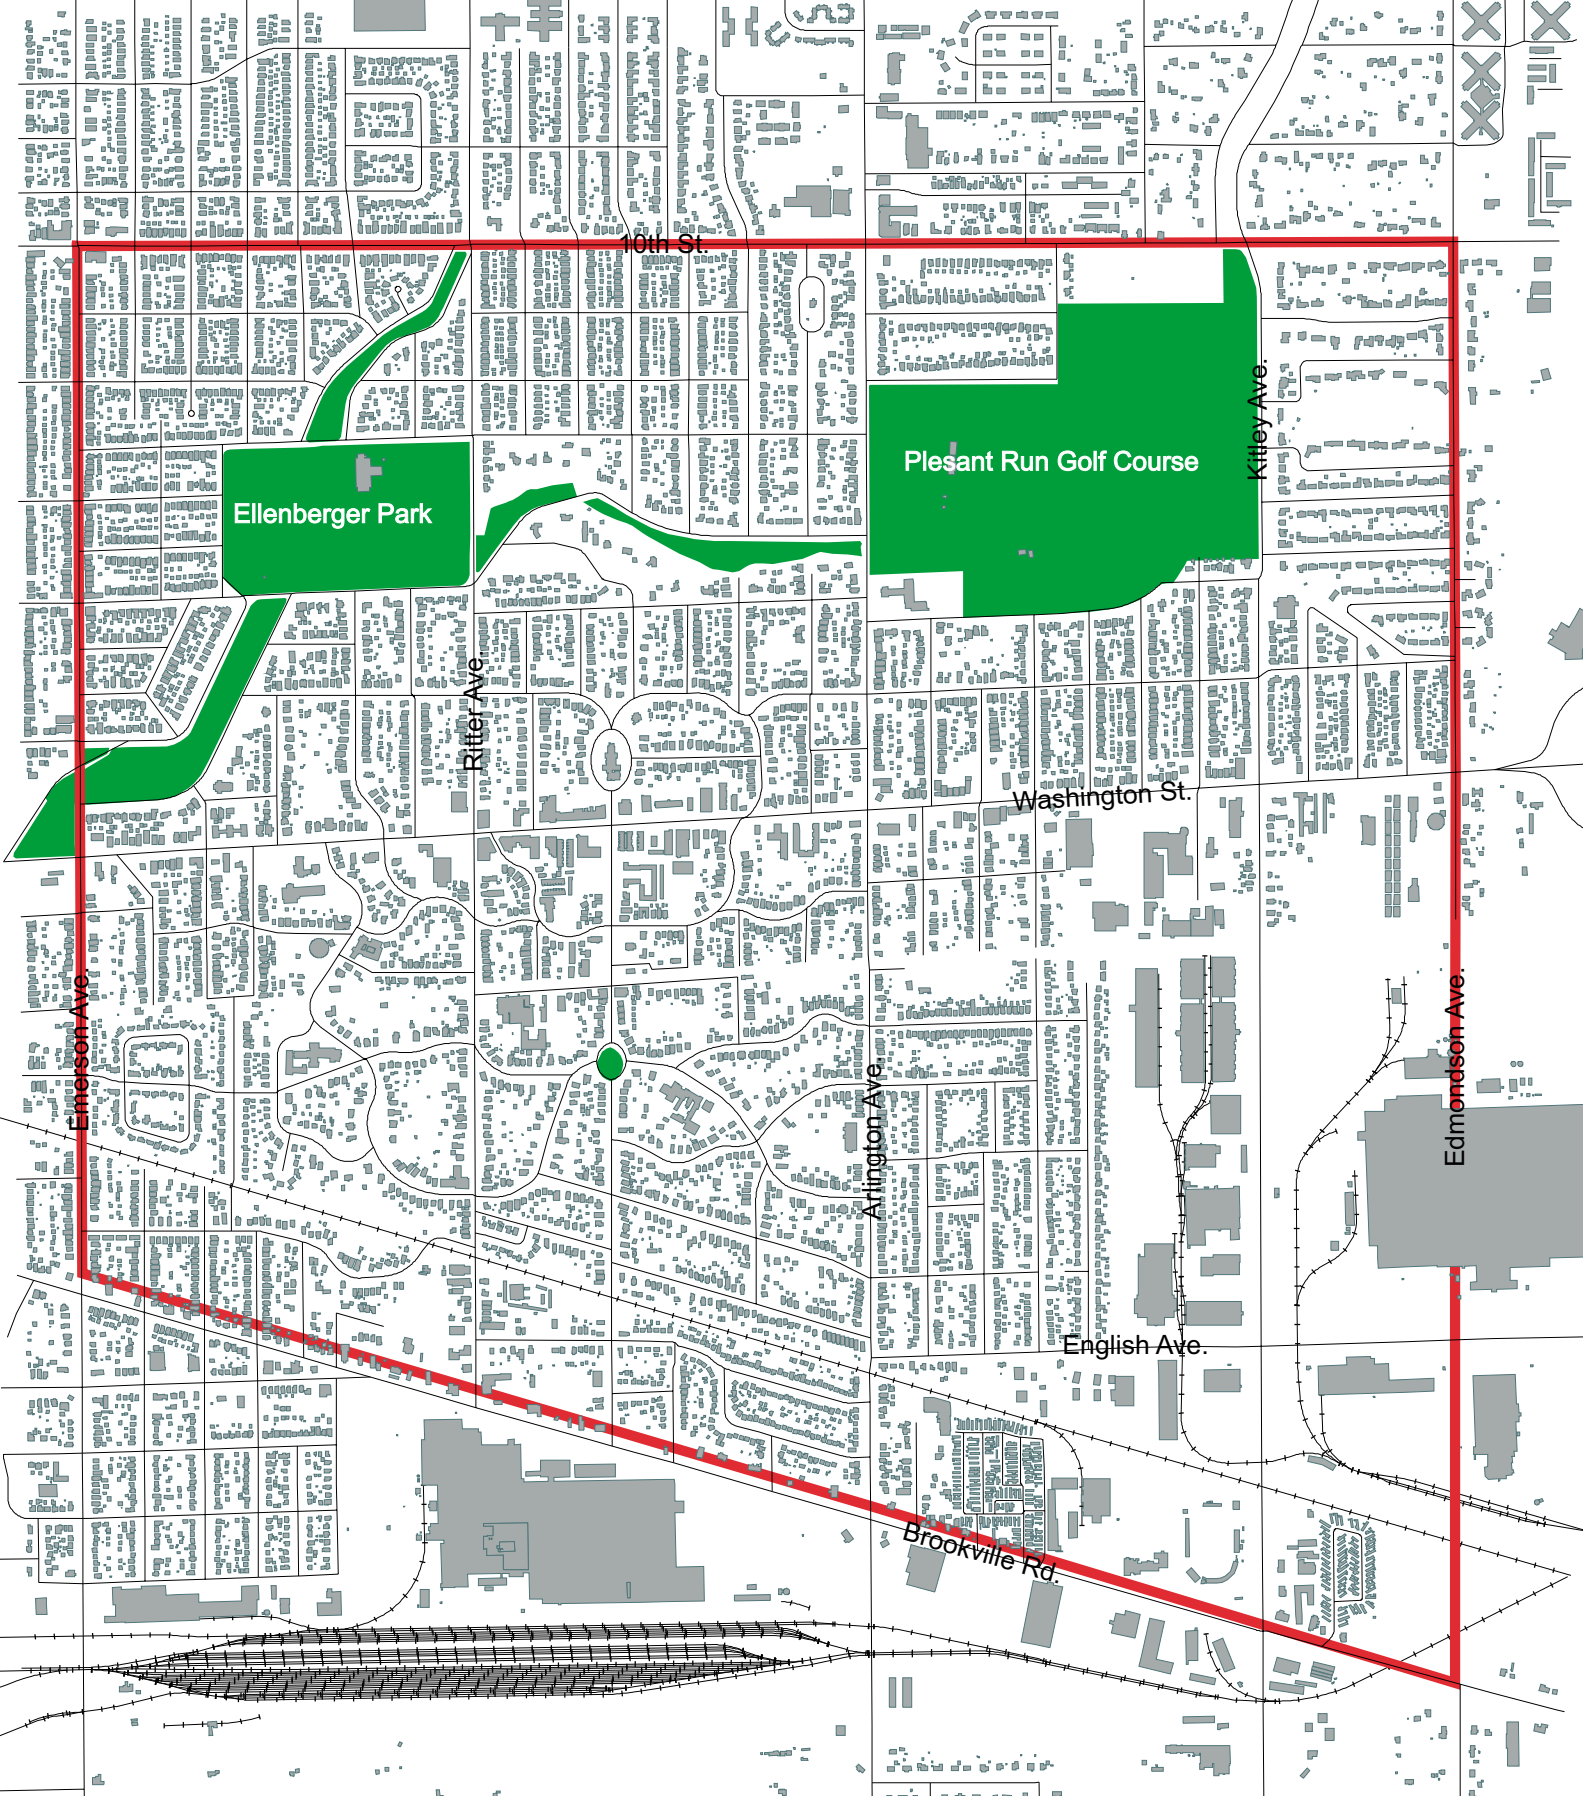 10th St.
Kitley Ave.
Plesant Run Golf Course
Ellenberger Park
Ritter Ave.
Washington St.
Emerson Ave.
Edmondson Ave.
Arlington Ave.
English Ave.
Brookville Rd.